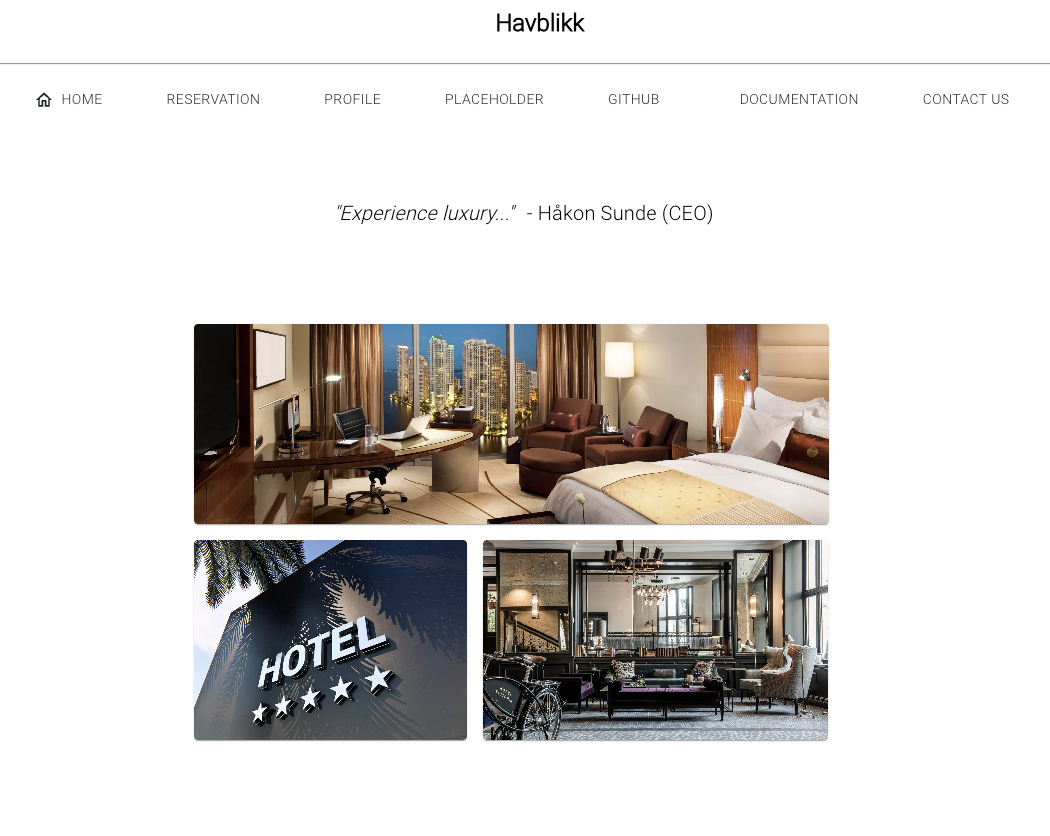 Havblikk
HOME RESERVATION PROFILE PLACEHOLDER GITHUB DOCUMENTATION CONTACT US
"Experience luxury..." - Håkon Sunde (CEO)
HOTEL